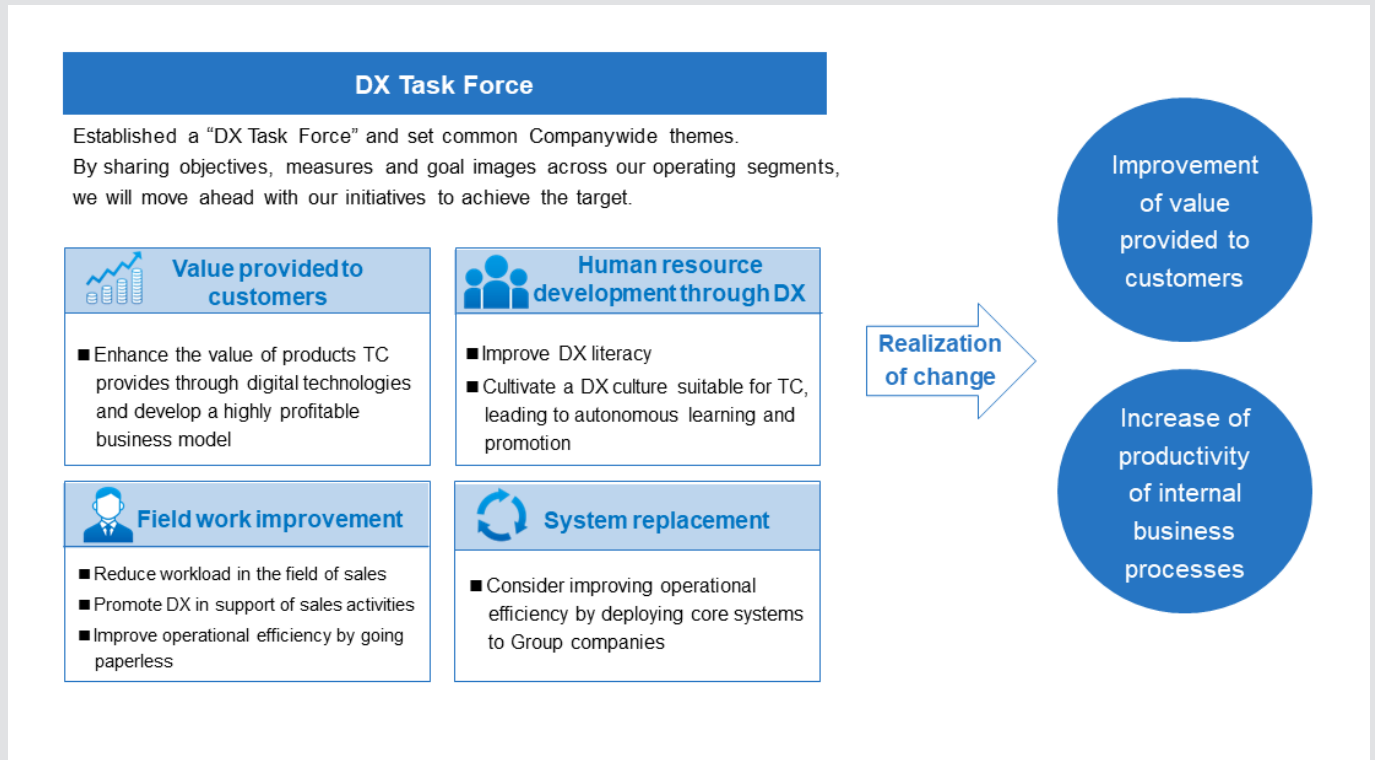 DX Task Force
Established a “DX Task Force” and set common Companywide themes.
By sharing objectives, measures and goal images across our operating segments,
we will move ahead with our initiatives to achieve the target.
Value provided to
customers
■ Enhance the value of products TC
provides through digital technologies
and develop a highly profitable
business model
Human resource
development through DX
■ Improve DX literacy
■ Cultivate a DX culture suitable for TC,
leading to autonomous learning and
promotion
Field work improvement
■ Reduce workload in the field of sales
■ Promote DX in support of sales activities
■ Improve operational efficiency by going
paperless
System replacement
■ Consider improving operational
efficiency by deploying core systems
to Group companies
Realization
of change
Improvement
of value
provided to
customers
Increase of
productivity
of internal
business
processes